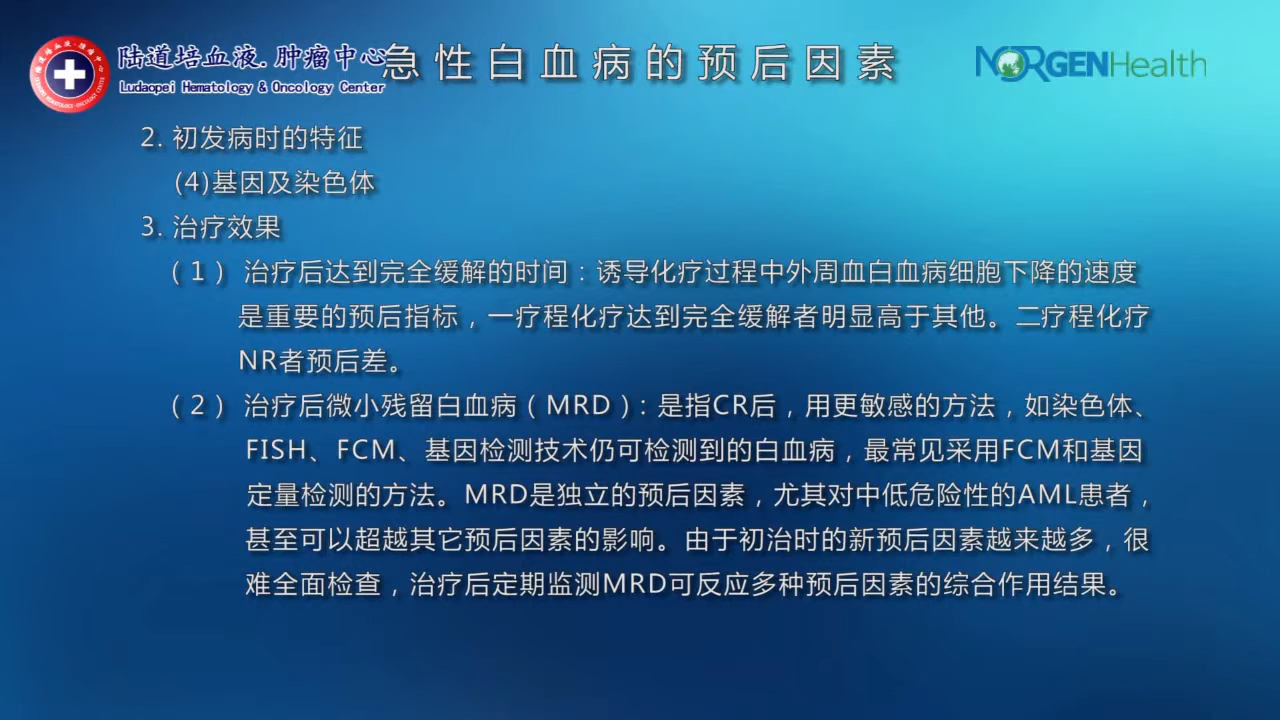 陆道培血液.肿瘤中心
Ludaopei Hematology & Oncology Center
急性白血病的预后因素
NORGENHealth
2. 初发病时的特征
(4)基因及染色体
3. 治疗效果
（1） 治疗后达到完全缓解的时间：诱导化疗过程中外周血白血病细胞下降的速度
是重要的预后指标，一疗程化疗达到完全缓解者明显高于其他。二疗程化疗
NR者预后差。
（2） 治疗后微小残留白血病（MRD）：是指CR后，用更敏感的方法，如染色体、
FISH、FCM、基因检测技术仍可检测到的白血病，最常见采用FCM和基因
定量检测的方法。MRD是独立的预后因素，尤其对中低危险性的AML患者，
甚至可以超越其它预后因素的影响。由于初治时的新预后因素越来越多，很
难全面检查，治疗后定期监测MRD可反应多种预后因素的综合作用结果。